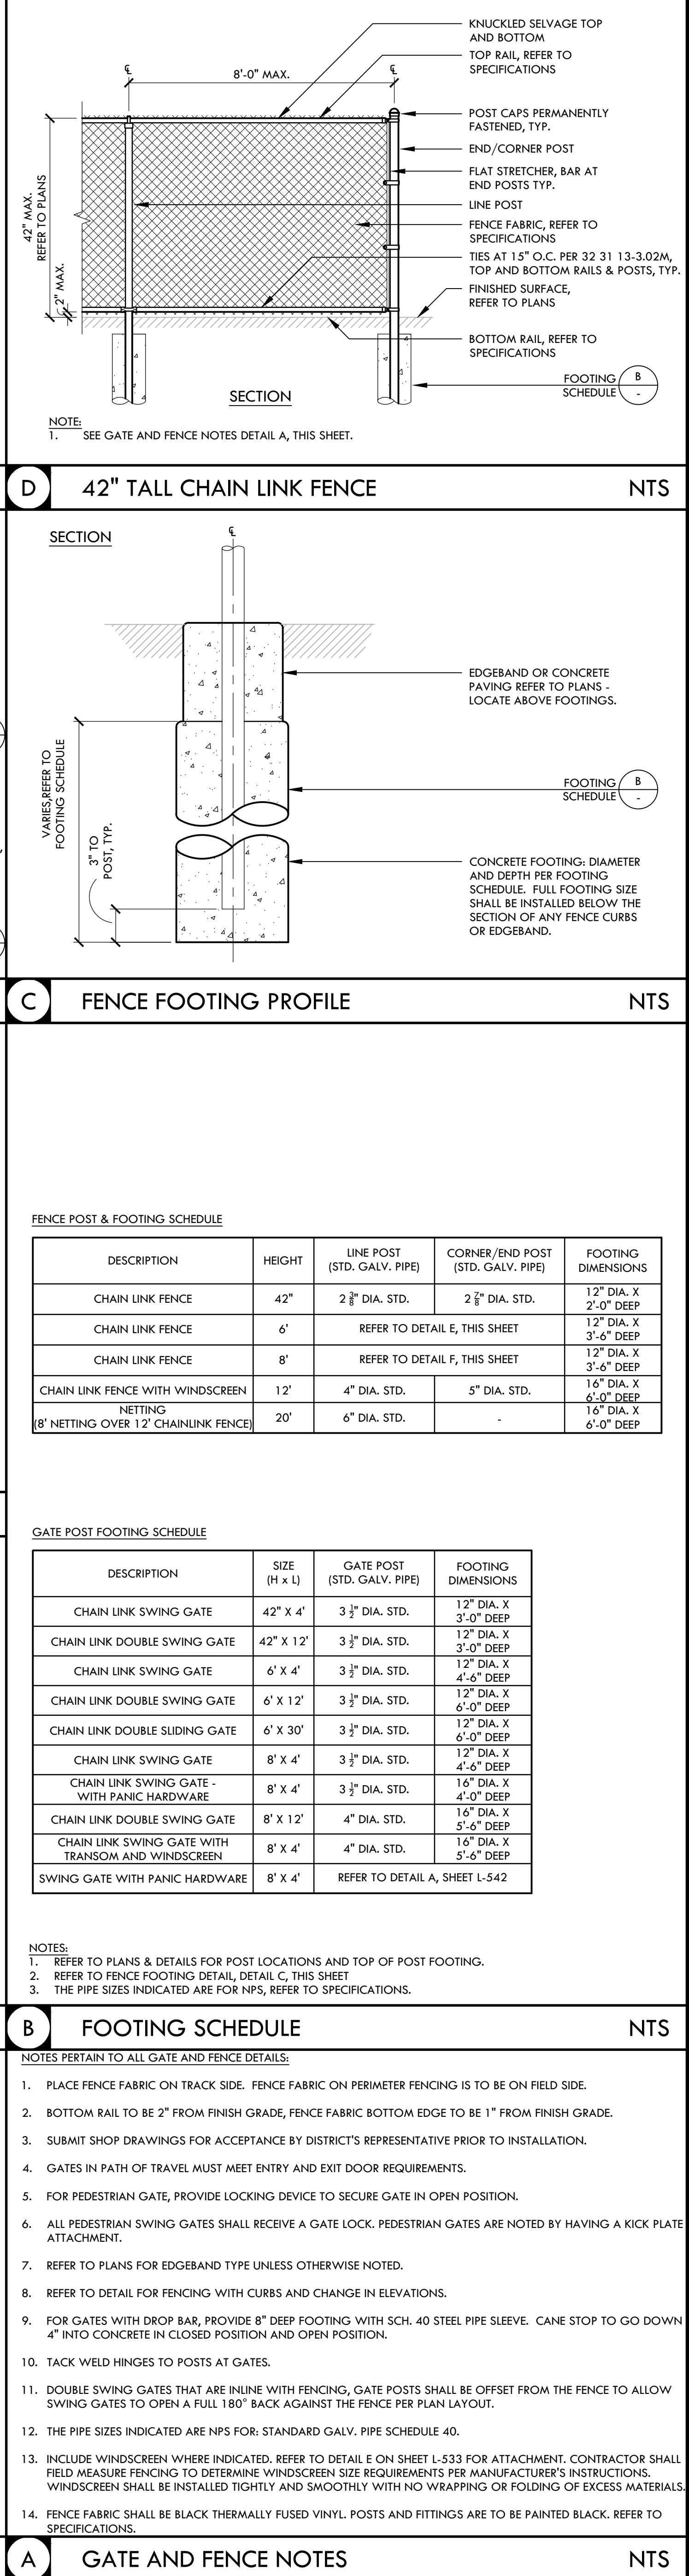 KNUCKLED SELVAGE TOP
AND BOTTOM
TOP RAIL, REFER TO
SPECIFICATIONS
℄
8'-0" MAX.
℄
POST CAPS PERMANENTLY
FASTENED, TYP.
END/CORNER POST
FLAT STRETCHER, BAR AT
END POSTS TYP.
LINE POST
FENCE FABRIC, REFER TO
SPECIFICATIONS
TIES AT 15" O.C. PER 32 31 13-3.02M,
TOP AND BOTTOM RAILS & POSTS, TYP.
FINISHED SURFACE,
REFER TO PLANS
BOTTOM RAIL, REFER TO
SPECIFICATIONS
42" MAX.
REFER TO PLANS
2" MAX.
FOOTING
SCHEDULE
B
-
SECTION
NOTE:
1. SEE GATE AND FENCE NOTES DETAIL A, THIS SHEET.
D 42" TALL CHAIN LINK FENCE NTS
SECTION
℄
EDGEBAND OR CONCRETE
PAVING REFER TO PLANS -
LOCATE ABOVE FOOTINGS.
VARIES,REFER TO
FOOTING SCHEDULE
3" TO
POST, TYP.
FOOTING
SCHEDULE
B
-
CONCRETE FOOTING: DIAMETER
AND DEPTH PER FOOTING
SCHEDULE. FULL FOOTING SIZE
SHALL BE INSTALLED BELOW THE
SECTION OF ANY FENCE CURBS
OR EDGEBAND.
C FENCE FOOTING PROFILE NTS
FENCE POST & FOOTING SCHEDULE
DESCRIPTION HEIGHT LINE POST (STD. GALV. PIPE) CORNER/END POST (STD. GALV. PIPE) FOOTING DIMENSIONS
CHAIN LINK FENCE 42" 2 3/8" DIA. STD. 2 7/8" DIA. STD. 12" DIA. X 2'-0" DEEP
CHAIN LINK FENCE 6' REFER TO DETAIL E, THIS SHEET 12" DIA. X 3'-6" DEEP
CHAIN LINK FENCE 8' REFER TO DETAIL F, THIS SHEET 12" DIA. X 3'-6" DEEP
CHAIN LINK FENCE WITH WINDSCREEN 12' 4" DIA. STD. 5" DIA. STD. 16" DIA. X 6'-0" DEEP
NETTING (8' NETTING OVER 12' CHAINLINK FENCE) 20' 6" DIA. STD. - 16" DIA. X 6'-0" DEEP
GATE POST FOOTING SCHEDULE
DESCRIPTION SIZE (H x L) GATE POST (STD. GALV. PIPE) FOOTING DIMENSIONS
CHAIN LINK SWING GATE 42" X 4' 3 1/2" DIA. STD. 12" DIA. X 3'-0" DEEP
CHAIN LINK DOUBLE SWING GATE 42" X 12' 3 1/2" DIA. STD. 12" DIA. X 3'-0" DEEP
CHAIN LINK SWING GATE 6' X 4' 3 1/2" DIA. STD. 12" DIA. X 4'-6" DEEP
CHAIN LINK DOUBLE SWING GATE 6' X 12' 3 1/2" DIA. STD. 12" DIA. X 6'-0" DEEP
CHAIN LINK DOUBLE SLIDING GATE 6' X 30' 3 1/2" DIA. STD. 12" DIA. X 6'-0" DEEP
CHAIN LINK SWING GATE 8' X 4' 3 1/2" DIA. STD. 12" DIA. X 4'-6" DEEP
CHAIN LINK SWING GATE - WITH PANIC HARDWARE 8' X 4' 3 1/2" DIA. STD. 16" DIA. X 4'-0" DEEP
CHAIN LINK DOUBLE SWING GATE 8' X 12' 4" DIA. STD. 16" DIA. X 5'-6" DEEP
CHAIN LINK SWING GATE WITH TRANSOM AND WINDSCREEN 8' X 4' 4" DIA. STD. 16" DIA. X 5'-6" DEEP
SWING GATE WITH PANIC HARDWARE 8' X 4' REFER TO DETAIL A, SHEET L-542
NOTES:
1. REFER TO PLANS & DETAILS FOR POST LOCATIONS AND TOP OF POST FOOTING.
2. REFER TO FENCE FOOTING DETAIL, DETAIL C, THIS SHEET
3. THE PIPE SIZES INDICATED ARE FOR NPS, REFER TO SPECIFICATIONS.
B FOOTING SCHEDULE NTS
NOTES PERTAIN TO ALL GATE AND FENCE DETAILS:
1. PLACE FENCE FABRIC ON TRACK SIDE. FENCE FABRIC ON PERIMETER FENCING IS TO BE ON FIELD SIDE.
2. BOTTOM RAIL TO BE 2" FROM FINISH GRADE, FENCE FABRIC BOTTOM EDGE TO BE 1" FROM FINISH GRADE.
3. SUBMIT SHOP DRAWINGS FOR ACCEPTANCE BY DISTRICT'S REPRESENTATIVE PRIOR TO INSTALLATION.
4. GATES IN PATH OF TRAVEL MUST MEET ENTRY AND EXIT DOOR REQUIREMENTS.
5. FOR PEDESTRIAN GATE, PROVIDE LOCKING DEVICE TO SECURE GATE IN OPEN POSITION.
6. ALL PEDESTRIAN SWING GATES SHALL RECEIVE A GATE LOCK. PEDESTRIAN GATES ARE NOTED BY HAVING A KICK PLATE
ATTACHMENT.
7. REFER TO PLANS FOR EDGEBAND TYPE UNLESS OTHERWISE NOTED.
8. REFER TO DETAIL FOR FENCING WITH CURBS AND CHANGE IN ELEVATIONS.
9. FOR GATES WITH DROP BAR, PROVIDE 8" DEEP FOOTING WITH SCH. 40 STEEL PIPE SLEEVE. CANE STOP TO GO DOWN
4" INTO CONCRETE IN CLOSED POSITION AND OPEN POSITION.
10. TACK WELD HINGES TO POSTS AT GATES.
11. DOUBLE SWING GATES THAT ARE INLINE WITH FENCING, GATE POSTS SHALL BE OFFSET FROM THE FENCE TO ALLOW
SWING GATES TO OPEN A FULL 180° BACK AGAINST THE FENCE PER PLAN LAYOUT.
12. THE PIPE SIZES INDICATED ARE NPS FOR: STANDARD GALV. PIPE SCHEDULE 40.
13. INCLUDE WINDSCREEN WHERE INDICATED. REFER TO DETAIL E ON SHEET L-533 FOR ATTACHMENT. CONTRACTOR SHALL
FIELD MEASURE FENCING TO DETERMINE WINDSCREEN SIZE REQUIREMENTS PER MANUFACTURER'S INSTRUCTIONS.
WINDSCREEN SHALL BE INSTALLED TIGHTLY AND SMOOTHLY WITH NO WRAPPING OR FOLDING OF EXCESS MATERIALS.
14. FENCE FABRIC SHALL BE BLACK THERMALLY FUSED VINYL. POSTS AND FITTINGS ARE TO BE PAINTED BLACK. REFER TO
SPECIFICATIONS.
A GATE AND FENCE NOTES NTS